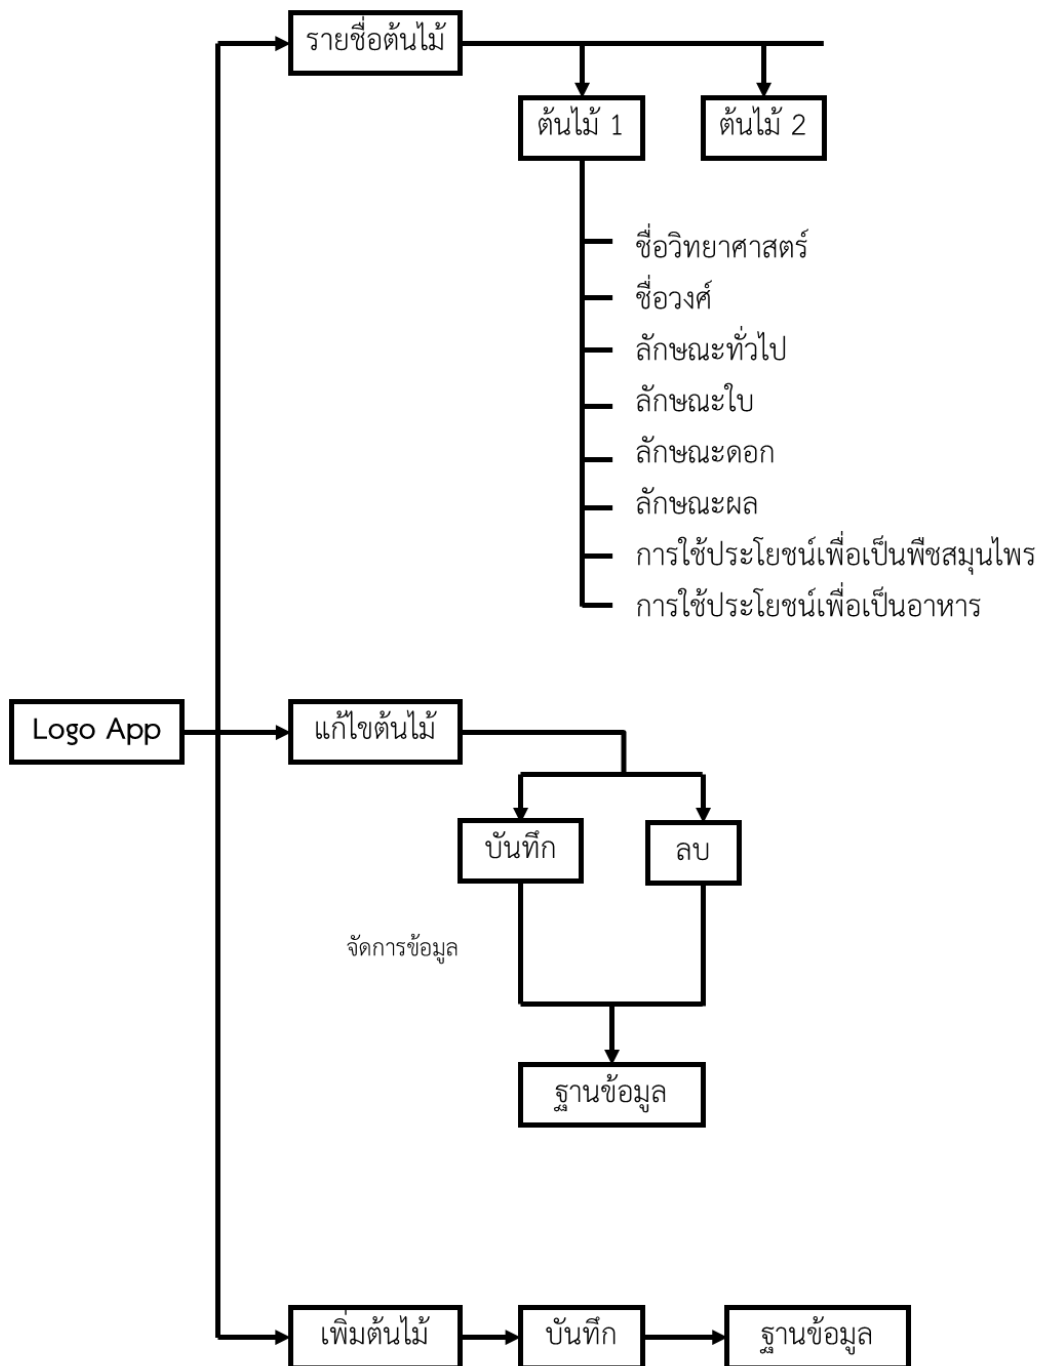 รายชื่อต้นไม้
ต้นไม้ 1
ต้นไม้ 2
ชื่อวิทยาศาสตร์
ชื่อวงศ์
ลักษณะทั่วไป
ลักษณะใบ
ลักษณะดอก
ลักษณะผล
การใช้ประโยชน์เพื่อเป็นพืชสมุนไพร
การใช้ประโยชน์เพื่อเป็นอาหาร
Logo App
แก้ไขต้นไม้
บันทึก
ลบ
จัดการข้อมูล
ฐานข้อมูล
เพิ่มต้นไม้
บันทึก
ฐานข้อมูล